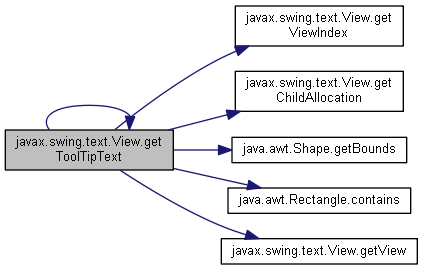 javax.swing.text.View.get
ViewIndex
javax.swing.text.View.get
ChildAllocation
javax.swing.text.View.get
ToolTipText
java.awt.Shape.getBounds
java.awt.Rectangle.contains
javax.swing.text.View.getView